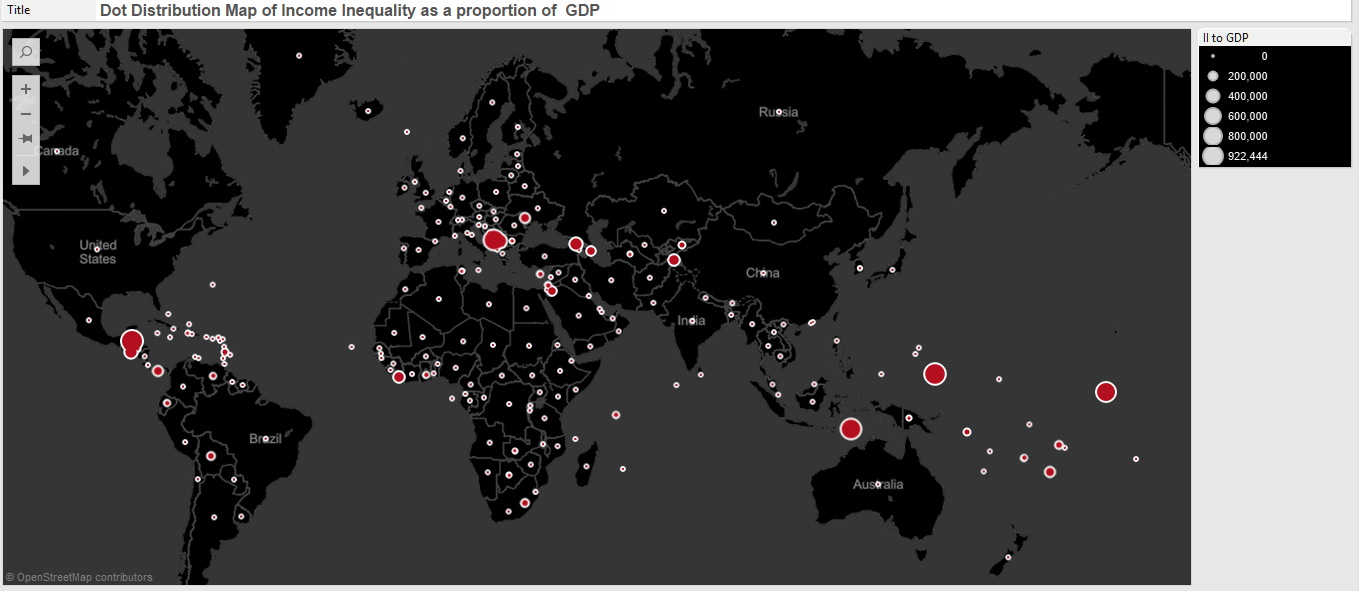 Title
Dot Distribution Map of Income Inequality as a proportion of  GDP
II to GDP
0
200,000
400,000
600,000
800,000
922,444
Canada
Russia
United
States
China
India
Brazil
Australia
© OpenStreetMap contributors